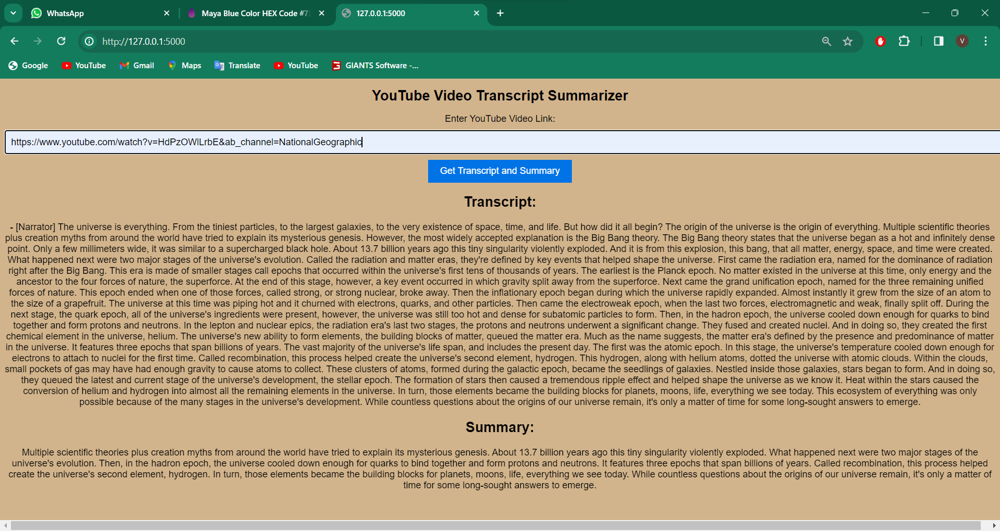 WhatsApp
Maya Blue Color HEX Code #7
127.0.0.1:5000
http://127.0.0.1:5000
V
Google
YouTube
Gmail
Maps
Translate
YouTube
GIANTS Software -...
YouTube Video Transcript Summarizer
Enter YouTube Video Link:
https://www.youtube.com/watch?v=HdPzOWlLrbE&ab_channel=NationalGeographic
Get Transcript and Summary
Transcript:
- [Narrator] The universe is everything. From the tiniest particles, to the largest galaxies, to the very existence of space, time, and life. But how did it all begin? The origin of the universe is the origin of everything. Multiple scientific theories
plus creation myths from around the world have tried to explain its mysterious genesis. However, the most widely accepted explanation is the Big Bang theory. The Big Bang theory states that the universe began as a hot and infinitely dense
point. Only a few millimeters wide, it was similar to a supercharged black hole. About 13.7 billion years ago this tiny singularity violently exploded. And it is from this explosion, this bang, that all matter, energy, space, and time were created.
What happened next were two major stages of the universe's evolution. Called the radiation and matter eras, they're defined by key events that helped shape the universe. First came the radiation era, named for the dominance of radiation
right after the Big Bang. This era is made of smaller stages call epochs that occurred within the universe's first tens of thousands of years. The earliest is the Planck epoch. No matter existed in the universe at this time, only energy and the
ancestor to the four forces of nature, the superforce. At the end of this stage, however, a key event occurred in which gravity split away from the superforce. Next came the grand unification epoch, named for the three remaining unified
forces of nature. This epoch ended when one of those forces, called strong, or strong nuclear, broke away. Then the inflationary epoch began during which the universe rapidly expanded. Almost instantly it grew from the size of an atom to
the size of a grapefruit. The universe at this time was piping hot and it churned with electrons, quarks, and other particles. Then came the electroweak epoch, when the last two forces, electromagnetic and weak, finally split off. During the
next stage, the quark epoch, all of the universe's ingredients were present, however, the universe was still too hot and dense for subatomic particles to form. Then, in the hadron epoch, the universe cooled down enough for quarks to bind
together and form protons and neutrons. In the lepton and nuclear epics, the radiation era's last two stages, the protons and neutrons underwent a significant change. They fused and created nuclei. And in doing so, they created the first
chemical element in the universe, helium. The universe's new ability to form elements, the building blocks of matter, queued the matter era. Much as the name suggests, the matter era's defined by the presence and predominance of matter
in the universe. It features three epochs that span billions of years. The vast majority of the universe's life span, and includes the present day. The first was the atomic epoch. In this stage, the universe's temperature cooled down enough for
electrons to attach to nuclei for the first time. Called recombination, this process helped create the universe's second element, hydrogen. This hydrogen, along with helium atoms, dotted the universe with atomic clouds. Within the clouds,
small pockets of gas may have had enough gravity to cause atoms to collect. These clusters of atoms, formed during the galactic epoch, became the seedlings of galaxies. Nestled inside those galaxies, stars began to form. And in doing so,
they queued the latest and current stage of the universe's development, the stellar epoch. The formation of stars then caused a tremendous ripple effect and helped shape the universe as we know it. Heat within the stars caused the
conversion of helium and hydrogen into almost all the remaining elements in the universe. In turn, those elements became the building blocks for planets, moons, life, everything we see today. This ecosystem of everything was only
possible because of the many stages in the universe's development. While countless questions about the origins of our universe remain, it's only a matter of time for some long-sought answers to emerge.
Summary:
Multiple scientific theories plus creation myths from around the world have tried to explain its mysterious genesis. About 13.7 billion years ago this tiny singularity violently exploded. What happened next were two major stages of the
universe's evolution. Then, in the hadron epoch, the universe cooled down enough for quarks to bind together and form protons and neutrons. It features three epochs that span billions of years. Called recombination, this process helped
create the universe's second element, hydrogen. In turn, those elements became the building blocks for planets, moons, life, everything we see today. While countless questions about the origins of our universe remain, it's only a matter of
time for some long-sought answers to emerge.